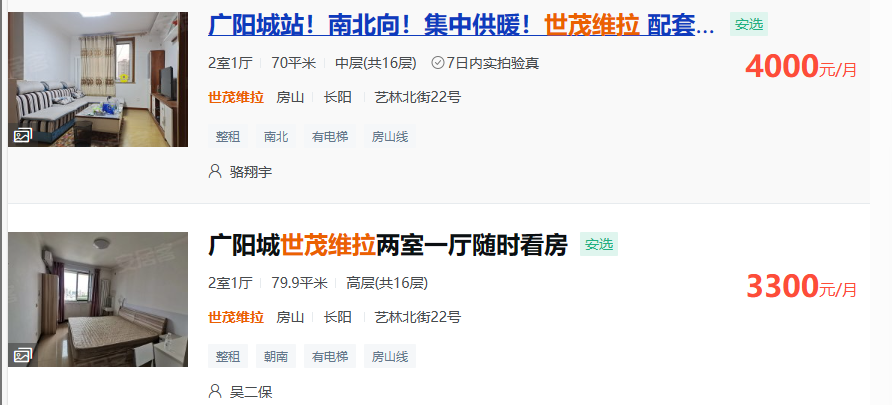 广阳城站！南北向！集中供暖！世茂维拉 配套... 安选
2室1厅 70平米 中层(共16层) 7日内实拍验真
4000元/月
世茂维拉 房山 长阳 艺林北街22号
整租 南北 有电梯 房山线
骆翔宇
广阳城世茂维拉两室一厅随时看房 安选
2室1厅 79.9平米 高层(共16层)
3300元/月
世茂维拉 房山 长阳 艺林北街22号
整租 朝南 有电梯 房山线
吴二保